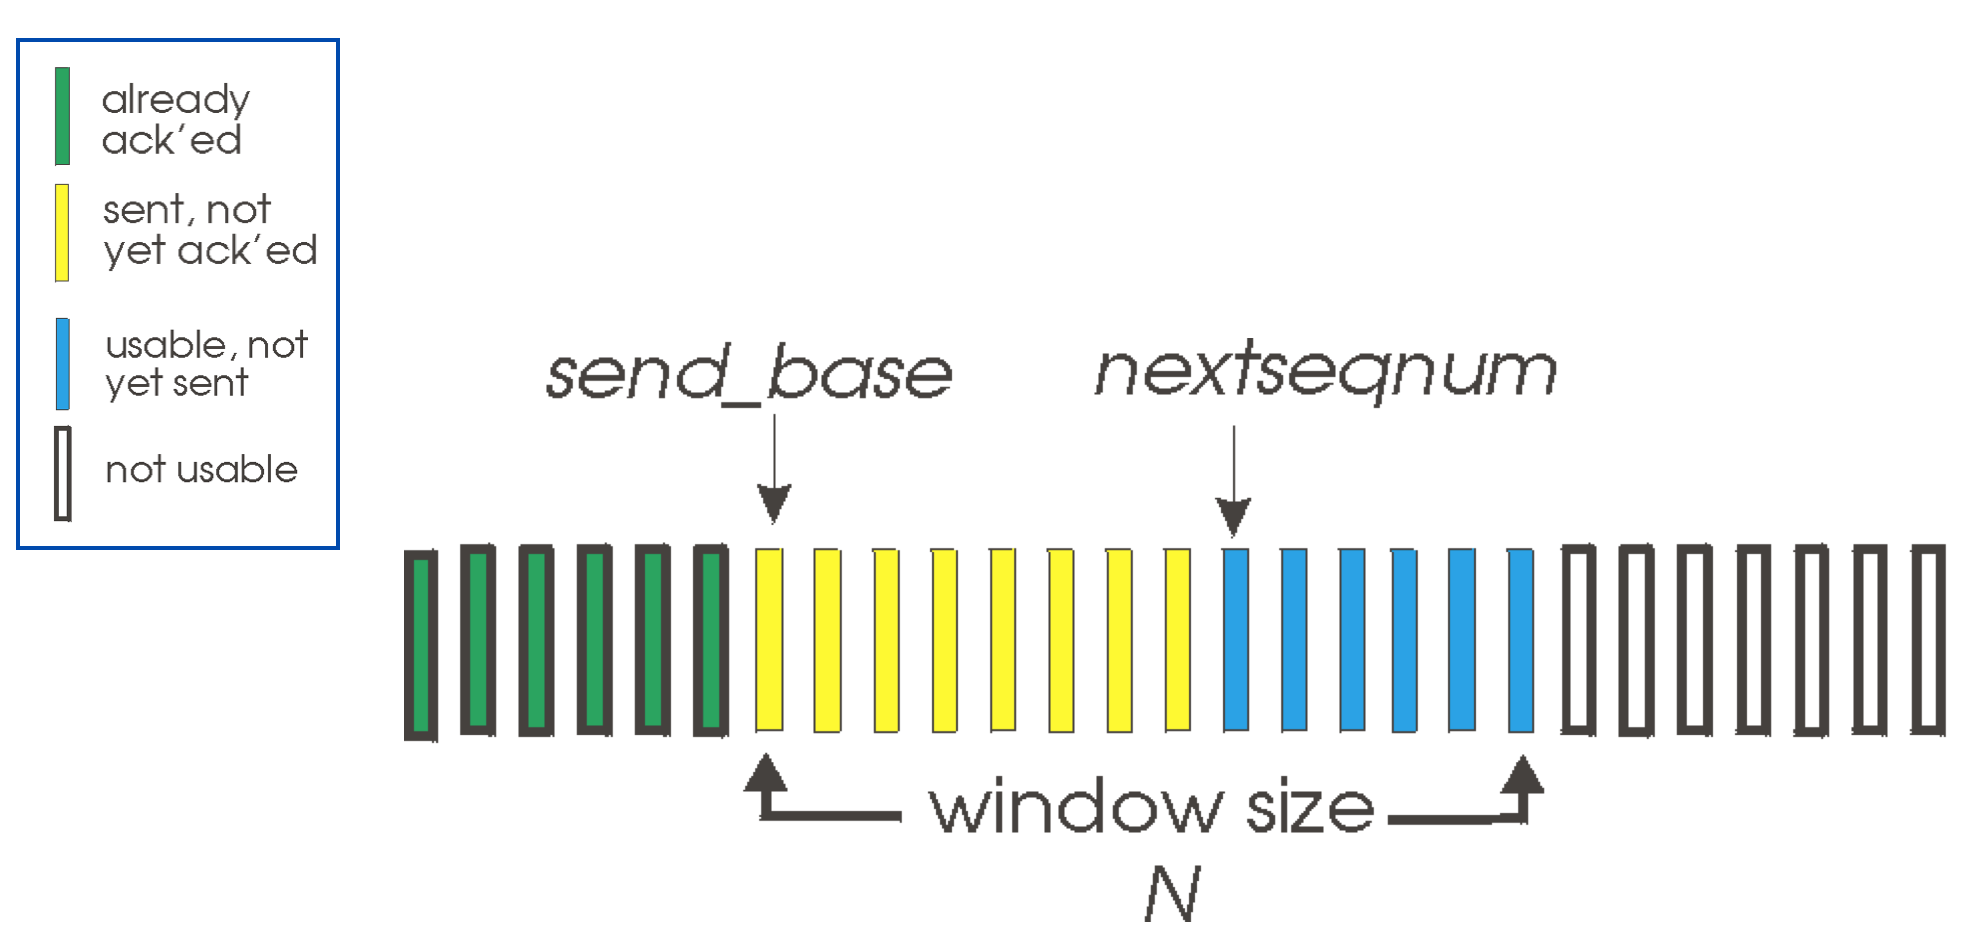 already
ack’ed
sent, not
yet ack’ed
usable, not
yet sent
not usable
send_base
nextseqnum
window size
N